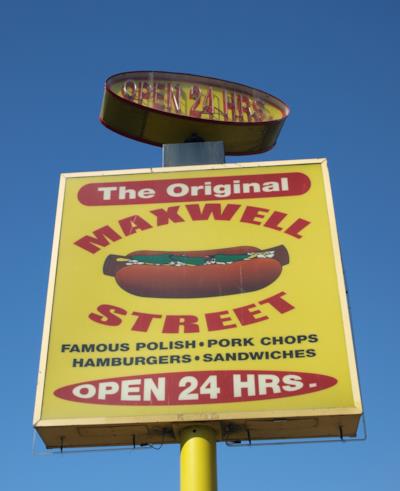 OPEN 24 HRS
The Original
MAXWELL
STREET
FAMOUS POLISH • PORK CHOPS
HAMBURGERS • SANDWICHES
OPEN 24 HRS.